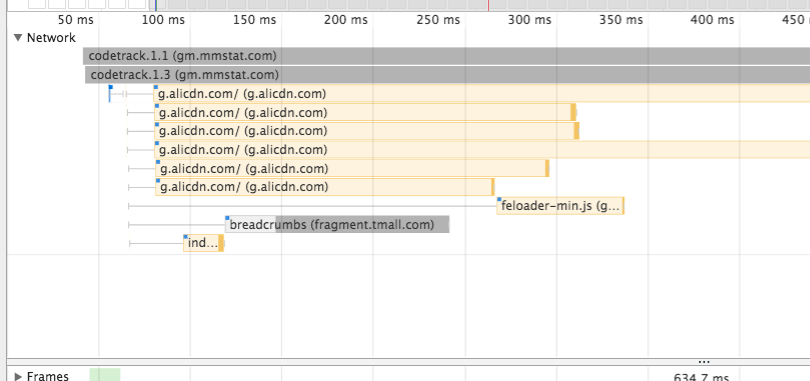 50 ms 100 ms 150 ms 200 ms 250 ms 300 ms 350 ms 400 ms 450
Network
codetrack.1.1 (gm.mmstat.com)
codetrack.1.3 (gm.mmstat.com)
g.alicdn.com/ (g.alicdn.com)
g.alicdn.com/ (g.alicdn.com)
g.alicdn.com/ (g.alicdn.com)
g.alicdn.com/ (g.alicdn.com)
g.alicdn.com/ (g.alicdn.com)
g.alicdn.com/ (g.alicdn.com)
feloader-min.js (g...
breadcrumbs (fragment.tmall.com)
ind...
...
Frames 634.7 ms